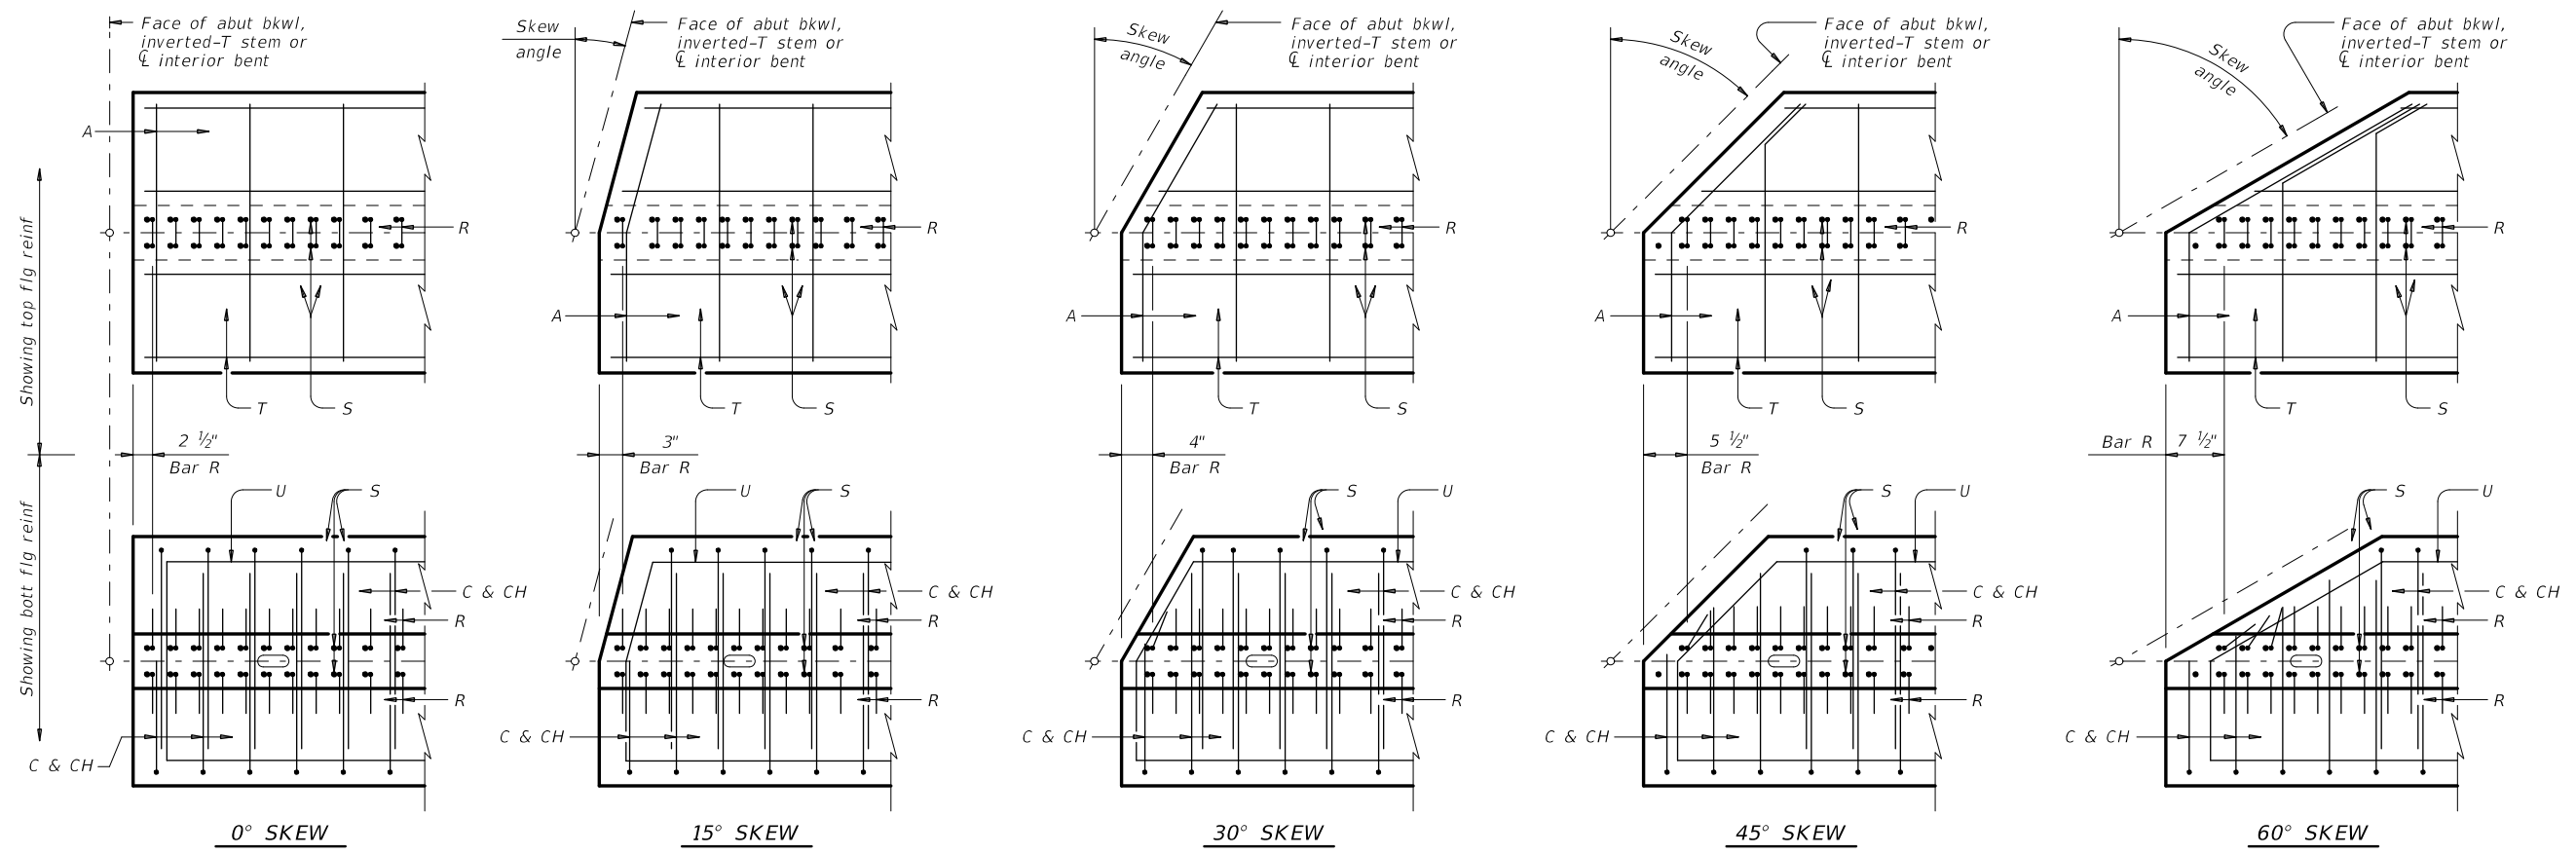 Face of abut bkwl,
inverted-T stem or
℄ interior bent
Skew
angle
Face of abut bkwl,
inverted-T stem or
℄ interior bent
Skew
angle
Face of abut bkwl,
inverted-T stem or
℄ interior bent
Skew
angle
Face of abut bkwl,
inverted-T stem or
℄ interior bent
Skew
angle
Face of abut bkwl,
inverted-T stem or
℄ interior bent
Showing top flg reinf
A
R
T
S
A
R
T
S
A
R
T
S
A
R
T
S
A
R
T
S
2 ½"
Bar R
3"
Bar R
4"
Bar R
5 ½"
Bar R
Bar R
7 ½"
Showing bott flg reinf
U
S
C & CH
R
R
C & CH
U
S
C & CH
R
R
C & CH
S
U
C & CH
R
R
C & CH
S
U
C & CH
R
R
C & CH
S
U
C & CH
R
R
C & CH
0° SKEW
15° SKEW
30° SKEW
45° SKEW
60° SKEW